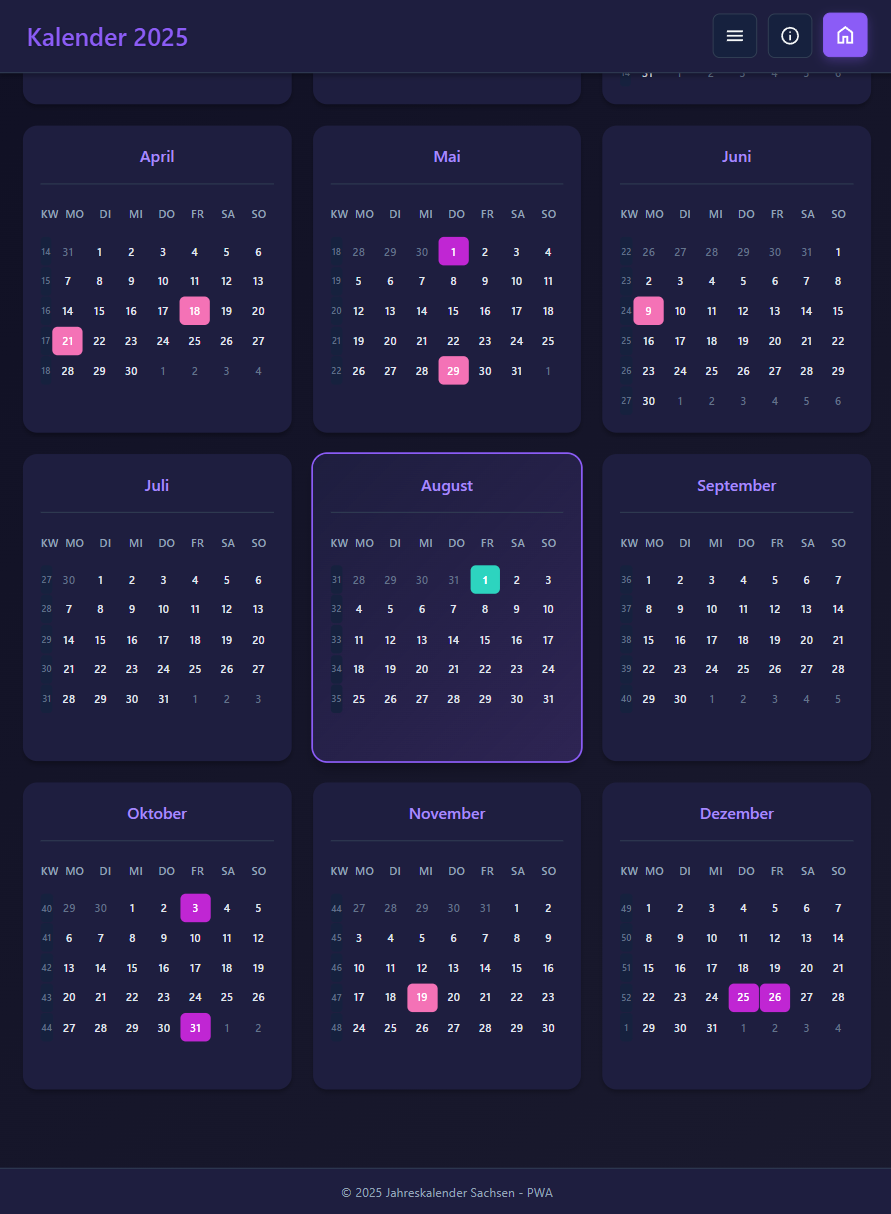 Kalender 2025
14 31 1 2 3 4 5 6
April Mai Juni
KW MO DI MI DO FR SA SO KW MO DI MI DO FR SA SO KW MO DI MI DO FR SA SO
14 31 1 2 3 4 5 6 18 28 29 30 1 2 3 4 22 26 27 28 29 30 31 1
15 7 8 9 10 11 12 13 19 5 6 7 8 9 10 11 23 2 3 4 5 6 7 8
16 14 15 16 17 18 19 20 20 12 13 14 15 16 17 18 24 9 10 11 12 13 14 15
17 21 22 23 24 25 26 27 21 19 20 21 22 23 24 25 25 16 17 18 19 20 21 22
18 28 29 30 1 2 3 4 22 26 27 28 29 30 31 1 26 23 24 25 26 27 28 29
27 30 1 2 3 4 5 6
Juli August September
KW MO DI MI DO FR SA SO KW MO DI MI DO FR SA SO KW MO DI MI DO FR SA SO
27 30 1 2 3 4 5 6 31 28 29 30 31 1 2 3 36 1 2 3 4 5 6 7
28 7 8 9 10 11 12 13 32 4 5 6 7 8 9 10 37 8 9 10 11 12 13 14
29 14 15 16 17 18 19 20 33 11 12 13 14 15 16 17 38 15 16 17 18 19 20 21
30 21 22 23 24 25 26 27 34 18 19 20 21 22 23 24 39 22 23 24 25 26 27 28
31 28 29 30 31 1 2 3 35 25 26 27 28 29 30 31 40 29 30 1 2 3 4 5
Oktober November Dezember
KW MO DI MI DO FR SA SO KW MO DI MI DO FR SA SO KW MO DI MI DO FR SA SO
40 29 30 1 2 3 4 5 44 27 28 29 30 31 1 2 49 1 2 3 4 5 6 7
41 6 7 8 9 10 11 12 45 3 4 5 6 7 8 9 50 8 9 10 11 12 13 14
42 13 14 15 16 17 18 19 46 10 11 12 13 14 15 16 51 15 16 17 18 19 20 21
43 20 21 22 23 24 25 26 47 17 18 19 20 21 22 23 52 22 23 24 25 26 27 28
44 27 28 29 30 31 1 2 48 24 25 26 27 28 29 30 1 29 30 31 1 2 3 4
© 2025 Jahreskalender Sachsen - PWA